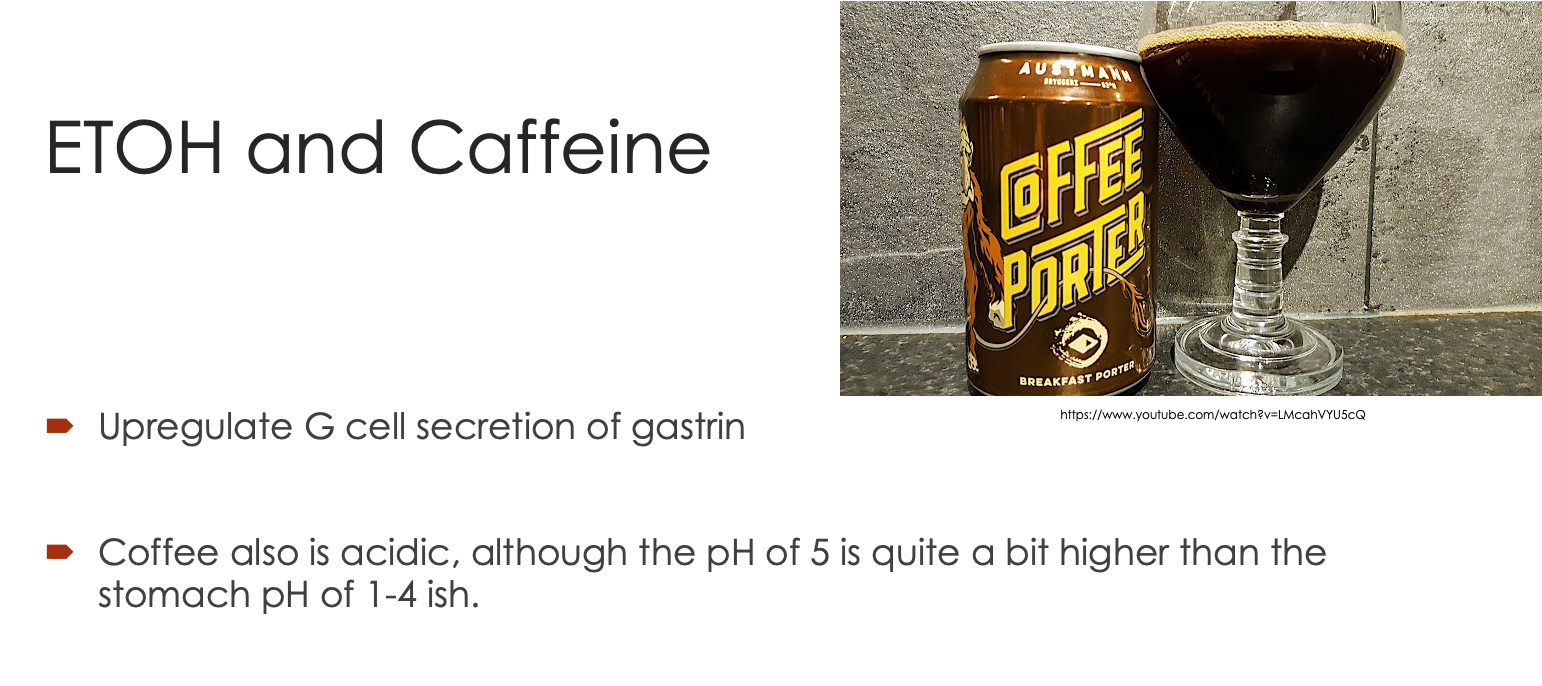 ETOH and Caffeine
AUSTMANN
BRYGGERI 63°N
COFFEE
PORTER
BREAKFAST PORTER
https://www.youtube.com/watch?v=LMcahVYU5cQ
Upregulate G cell secretion of gastrin
Coffee also is acidic, although the pH of 5 is quite a bit higher than the
stomach pH of 1-4 ish.